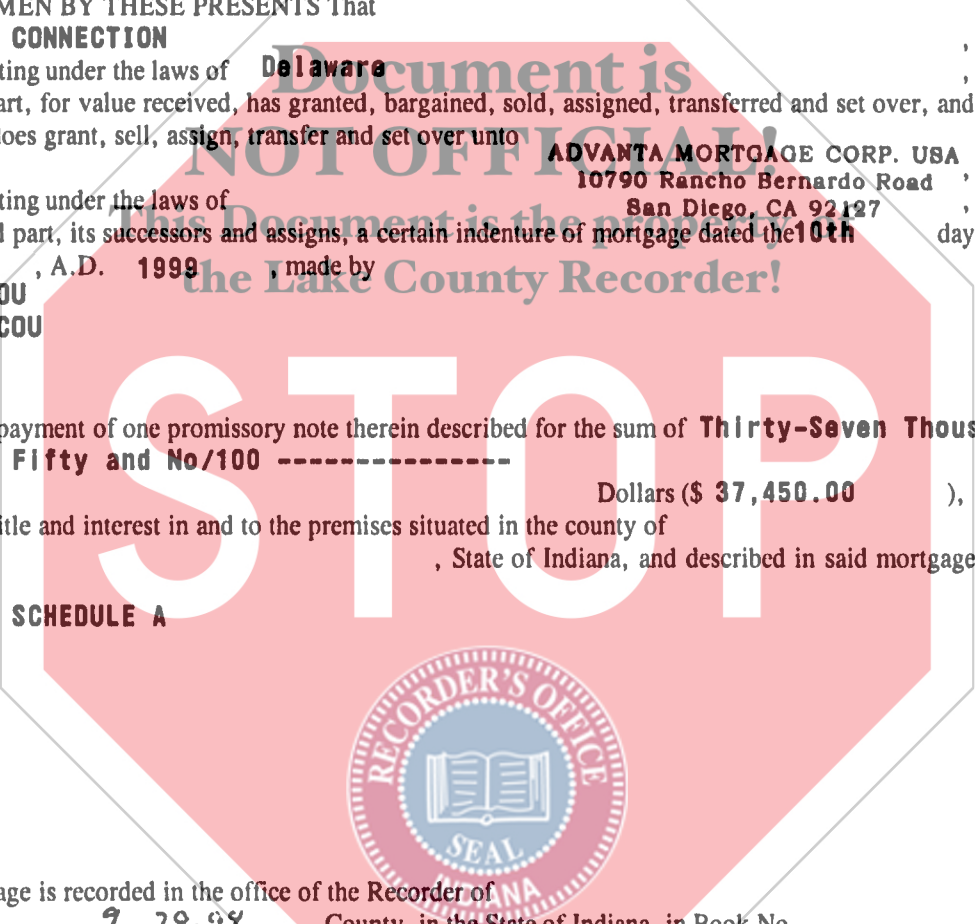 MEN BY THESE PRESENTS That
CONNECTION ,
ting under the laws of Delaware ,
art, for value received, has granted, bargained, sold, assigned, transferred and set over, and
does grant, sell, assign, transfer and set over unto
ADVANTA MORTGAGE CORP. USA
10790 Rancho Bernardo Road ,
ting under the laws of San Diego, CA 92127 ,
d part, its successors and assigns, a certain indenture of mortgage dated the 10th day
, A.D. 1999 , made by
OU
COU
payment of one promissory note therein described for the sum of Thirty-Seven Thous
Fifty and No/100 ---------------
Dollars ($ 37,450.00 ),
itle and interest in and to the premises situated in the county of
, State of Indiana, and described in said mortgage
SCHEDULE A
age is recorded in the office of the Recorder of
County, in the State of Indiana, in Book No.
Document is
NOT OFFICIAL!
This Document is the property of
the Lake County Recorder!
STOP
RECORDER'S OFFICE
SEAL
INDIANA